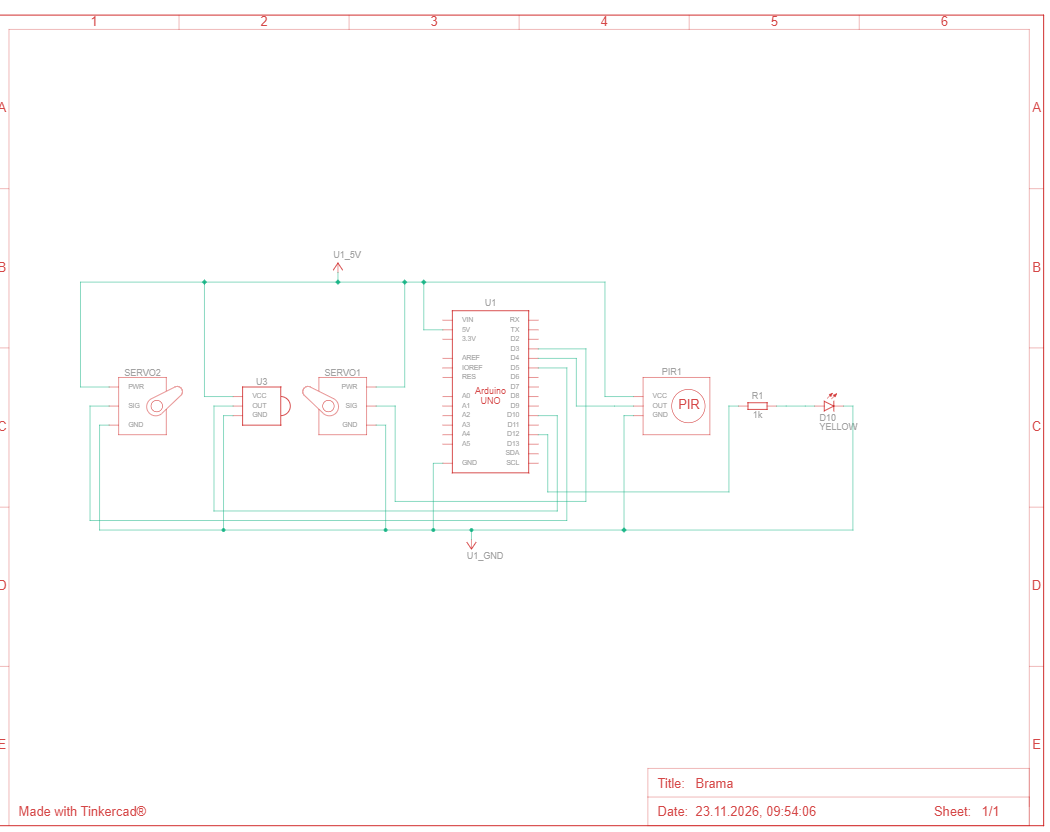 1 2 3 4 5 6
A A
B B
C C
D D
E E
U1_5V
U1
VIN RX
5V TX
3.3V D2
D3
AREF D4
IOREF D5
RES D6
D7
A0 D8
A1 D9
A2 D10
A3 D11
A4 D12
A5 D13
SDA
GND SCL
Arduino
UNO
SERVO2
PWR
SIG
GND
U3
VCC
OUT
GND
SERVO1
PWR
SIG
GND
PIR1
VCC
OUT
GND
PIR
R1
1k
D10
YELLOW
U1_GND
Title: Brama
Made with Tinkercad®
Date: 23.11.2026, 09:54:06 Sheet: 1/1